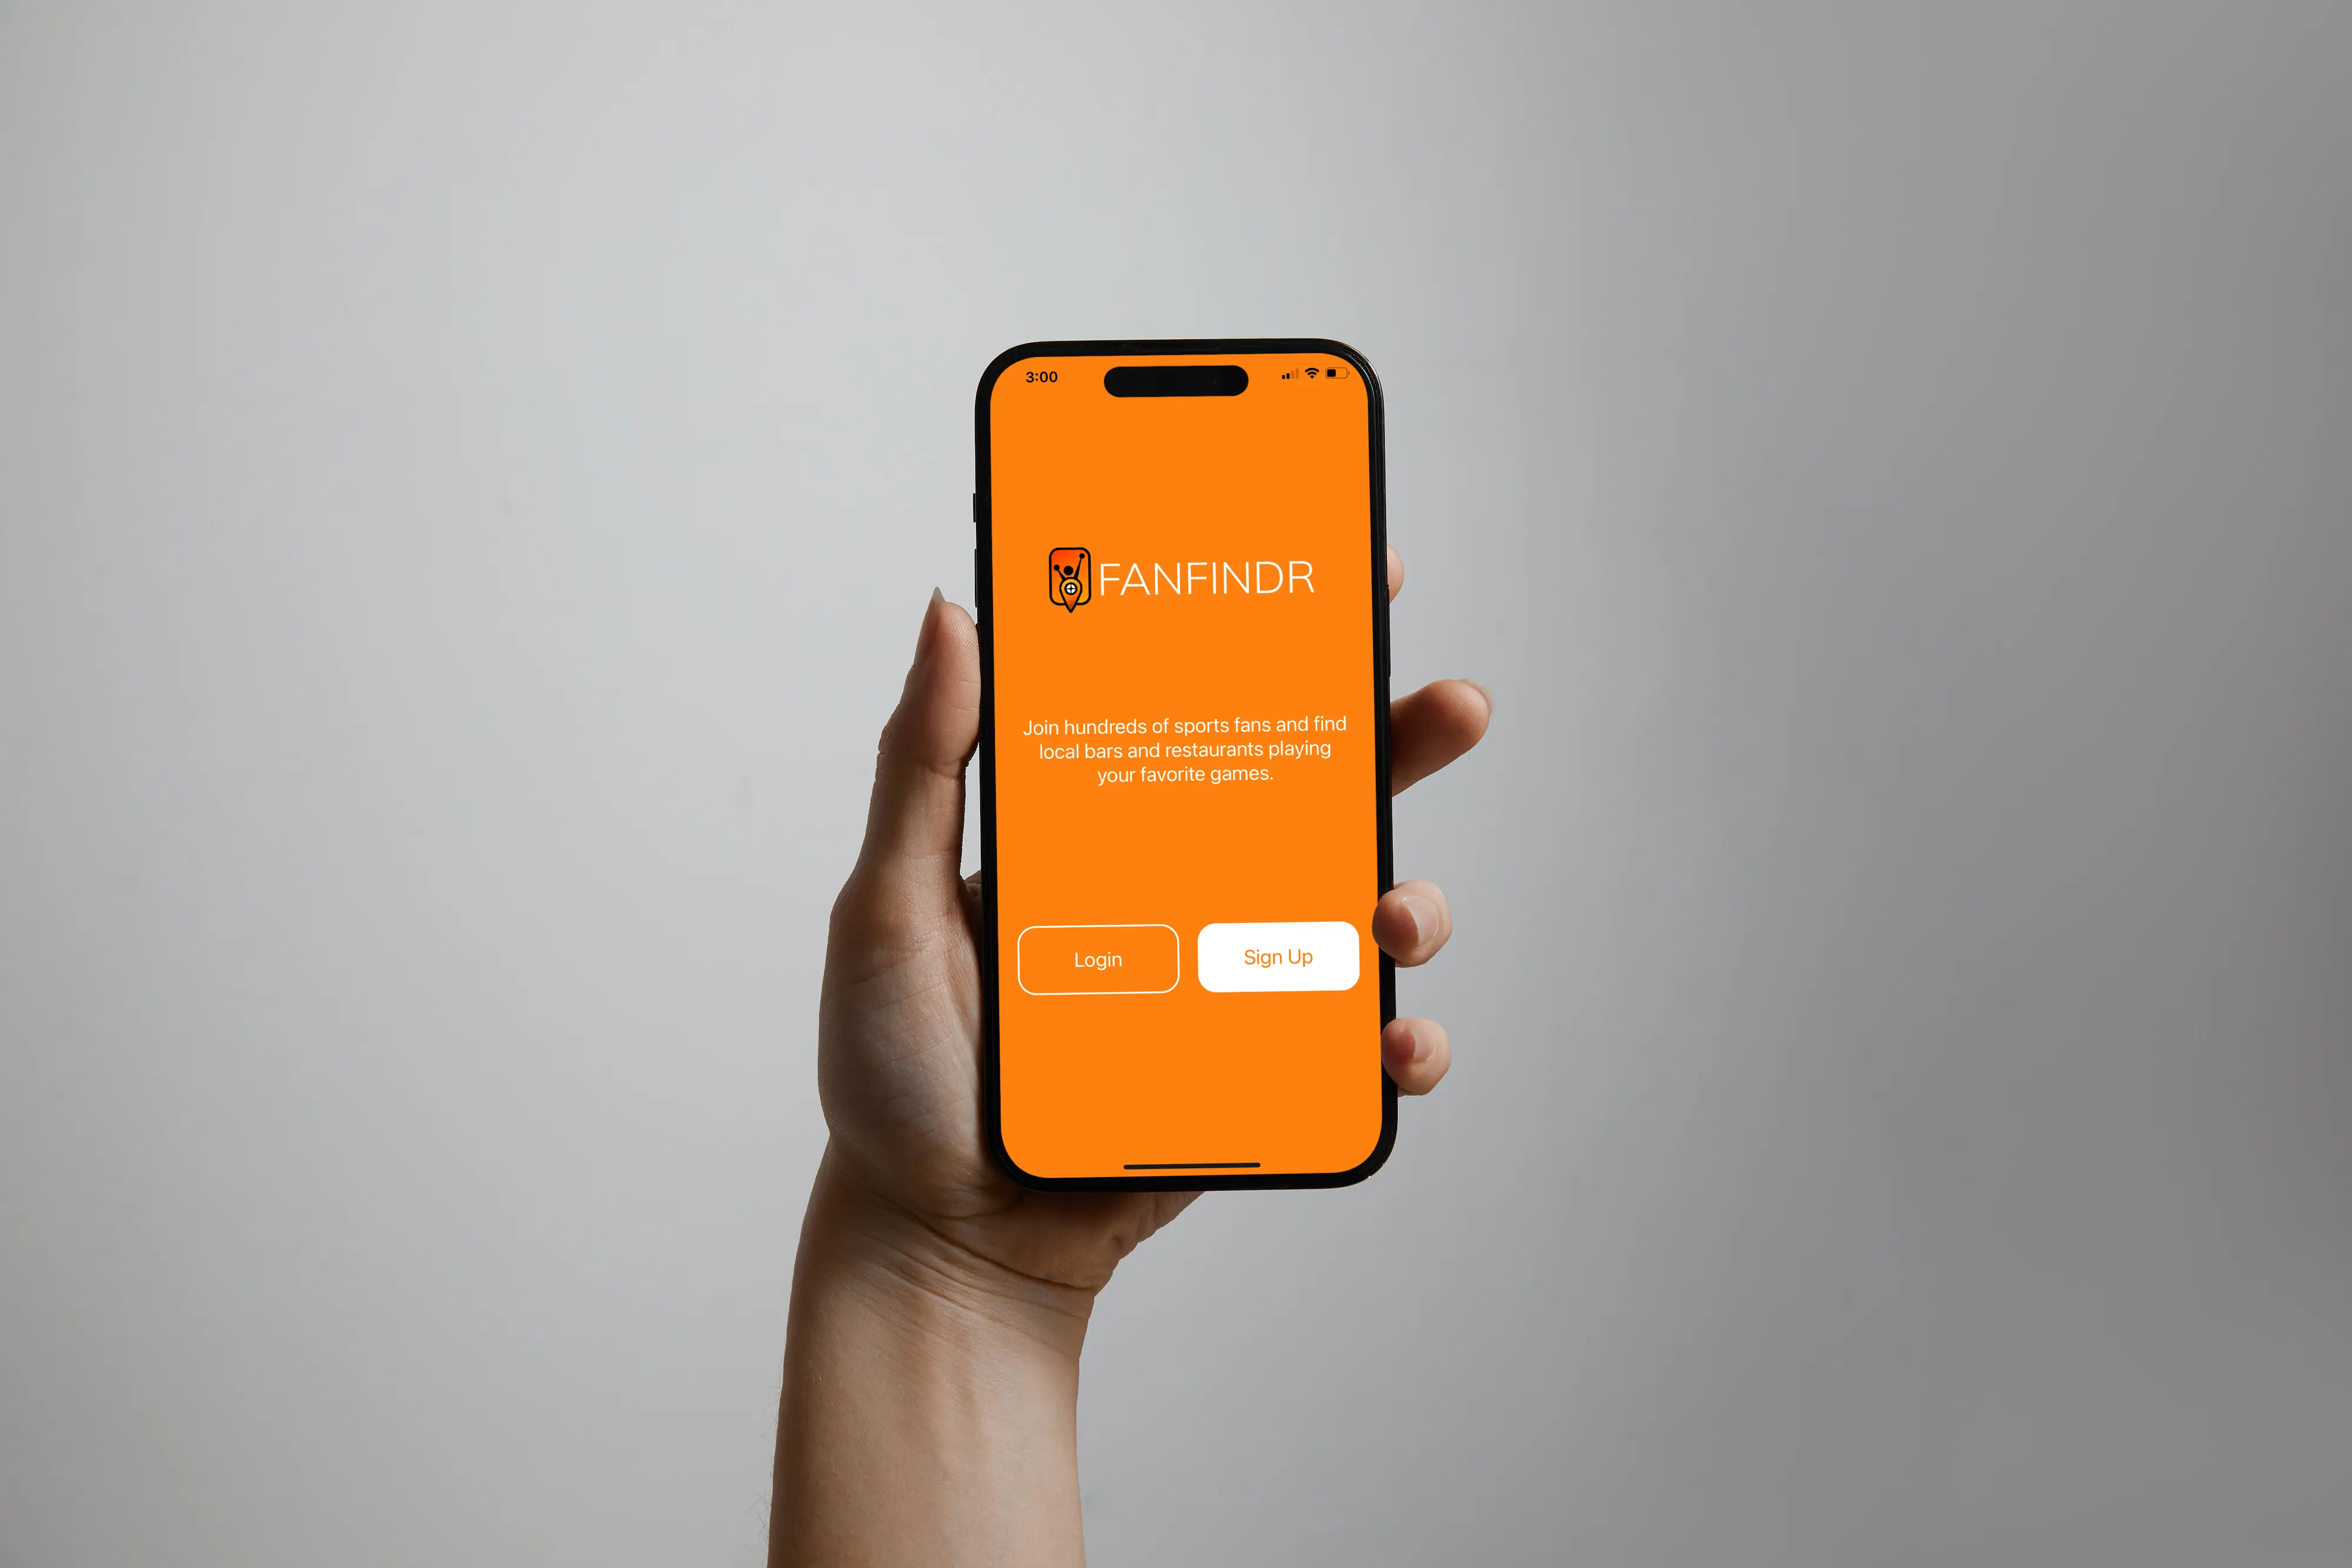 3:00
FANFINDR
Join hundreds of sports fans and find
local bars and restaurants playing
your favorite games.
Login
Sign Up